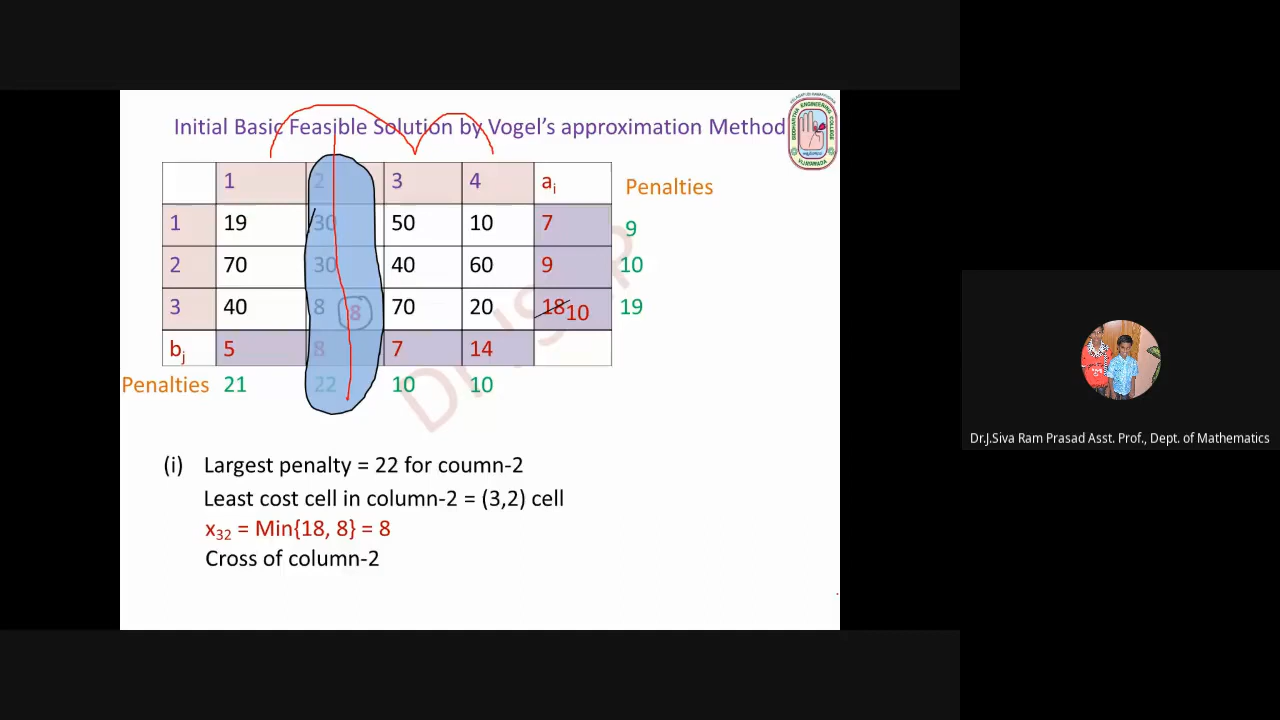 Initial Basic Feasible Solution by Vogel's approximation Method
1 2 3 4 ai Penalties
1 19 30 50 10 7 9
2 70 30 40 60 9 10
3 40 8 8 70 20 18 10 19
bj 5 8 7 14
Penalties 21 22 10 10
(i) Largest penalty = 22 for coumn-2
Least cost cell in column-2 = (3,2) cell
x32 = Min{18, 8} = 8
Cross of column-2
Dr.J.Siva Ram Prasad Asst. Prof., Dept. of Mathematics